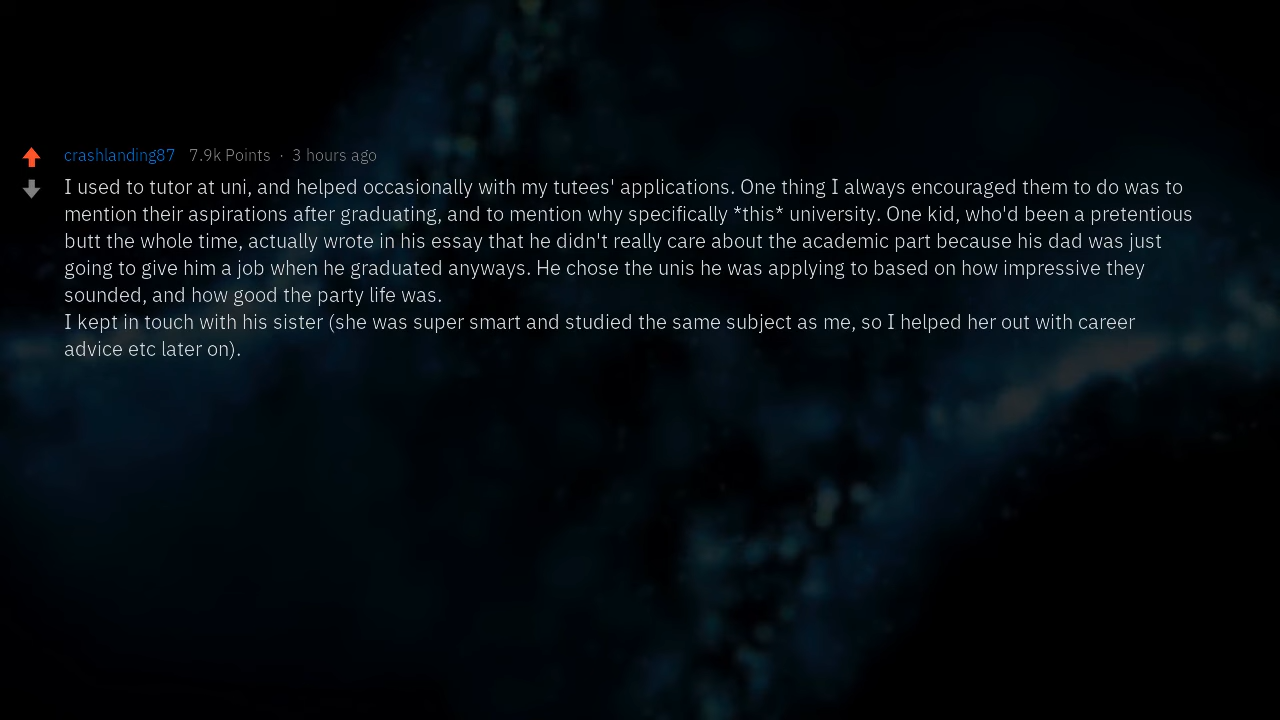 crashlanding87 7.9k Points · 3 hours ago
I used to tutor at uni, and helped occasionally with my tutees' applications. One thing I always encouraged them to do was to
mention their aspirations after graduating, and to mention why specifically *this* university. One kid, who'd been a pretentious
butt the whole time, actually wrote in his essay that he didn't really care about the academic part because his dad was just
going to give him a job when he graduated anyways. He chose the unis he was applying to based on how impressive they
sounded, and how good the party life was.
I kept in touch with his sister (she was super smart and studied the same subject as me, so I helped her out with career
advice etc later on).